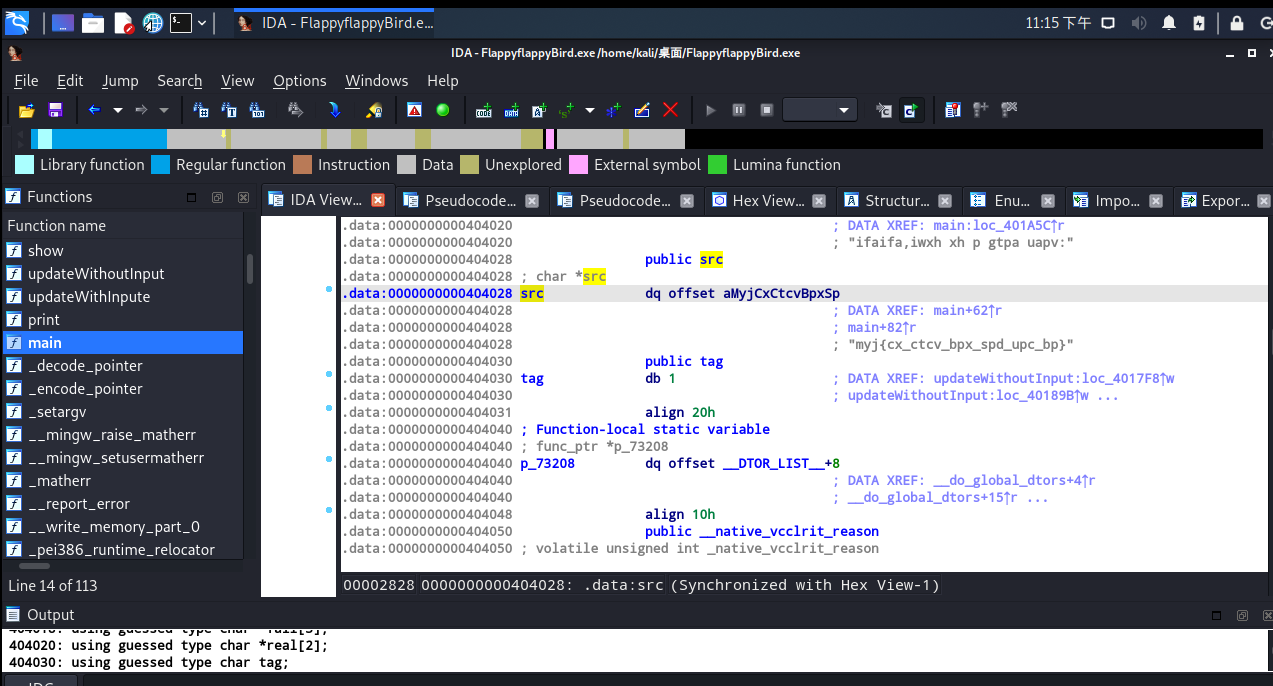 IDA - FlappyflappyBird.e...
11:15 下午
IDA - FlappyflappyBird.exe/home/kali/桌面/FlappyflappyBird.exe
File Edit Jump Search View Options Windows Help
Library function Regular function Instruction Data Unexplored External symbol Lumina function
Functions
IDA View... Pseudocode... Pseudocode... Hex View... Structur... Enu... Impo... Expor...
Function name
show
updateWithoutInput
updateWithInpute
print
main
_decode_pointer
_encode_pointer
_setargv
__mingw_raise_matherr
__mingw_setusermatherr
_matherr
__report_error
__write_memory_part_0
_pei386_runtime_relocator
Line 14 of 113
.data:0000000000404020 ; DATA XREF: main:loc_401A5C↑r
.data:0000000000404020 ; "ifaifa,iwxh xh p gtpa uapv:"
.data:0000000000404028 public src
.data:0000000000404028 ; char *src
.data:0000000000404028 src dq offset aMyjCxCtcvBpxSp
.data:0000000000404028 ; DATA XREF: main+62↑r
.data:0000000000404028 ; main+82↑r
.data:0000000000404028 ; "myj{cx_ctcv_bpx_spd_upc_bp}"
.data:0000000000404030 public tag
.data:0000000000404030 tag db 1 ; DATA XREF: updateWithoutInput:loc_4017F8↑w
.data:0000000000404030 ; updateWithoutInput:loc_40189B↑w ...
.data:0000000000404031 align 20h
.data:0000000000404040 ; Function-local static variable
.data:0000000000404040 ; func_ptr *p_73208
.data:0000000000404040 p_73208 dq offset __DTOR_LIST__+8
.data:0000000000404040 ; DATA XREF: __do_global_dtors+4↑r
.data:0000000000404040 ; __do_global_dtors+15↑r ...
.data:0000000000404048 align 10h
.data:0000000000404050 public __native_vcclrit_reason
.data:0000000000404050 ; volatile unsigned int _native_vcclrit_reason
00002828 0000000000404028: .data:src (Synchronized with Hex View-1)
Output
404018: using guessed type char *fail[3];
404020: using guessed type char *real[2];
404030: using guessed type char tag;
IDC